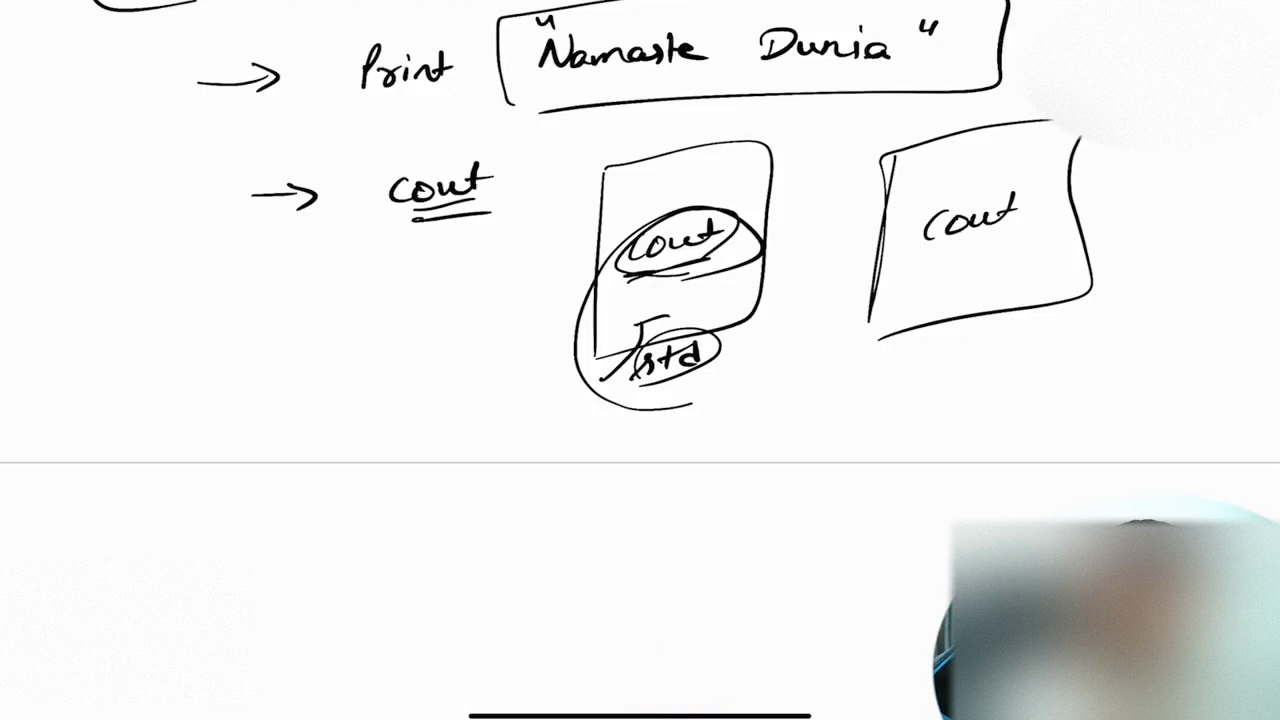 → Print "Namaste Dunia"
→ cout
cout
cout
std